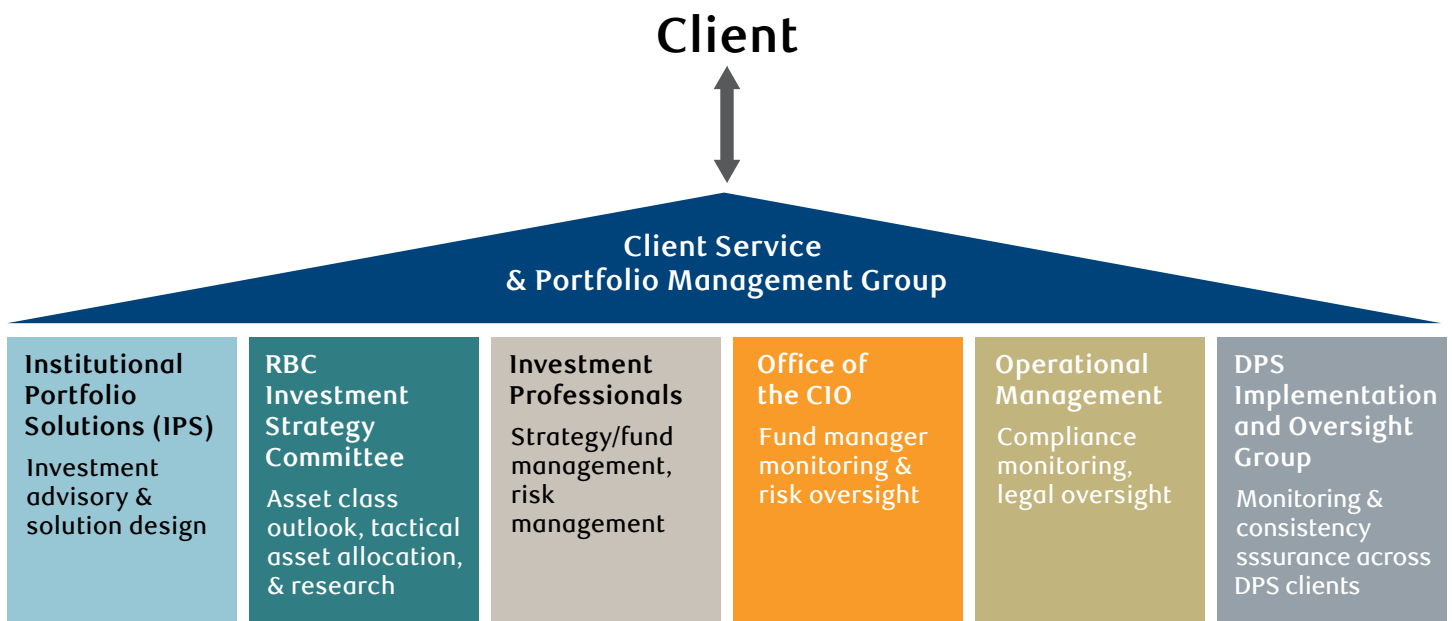 Client
Client Service
& Portfolio Management Group
Institutional
Portfolio
Solutions (IPS)
Investment
advisory &
solution design
RBC
Investment
Strategy
Committee
Asset class
outlook, tactical
asset allocation,
& research
Investment
Professionals
Strategy/fund
management,
risk
management
Office of
the CIO
Fund manager
monitoring &
risk oversight
Operational
Management
Compliance
monitoring,
legal oversight
DPS
Implementation
and Oversight
Group
Monitoring &
consistency
sssurance across
DPS clients